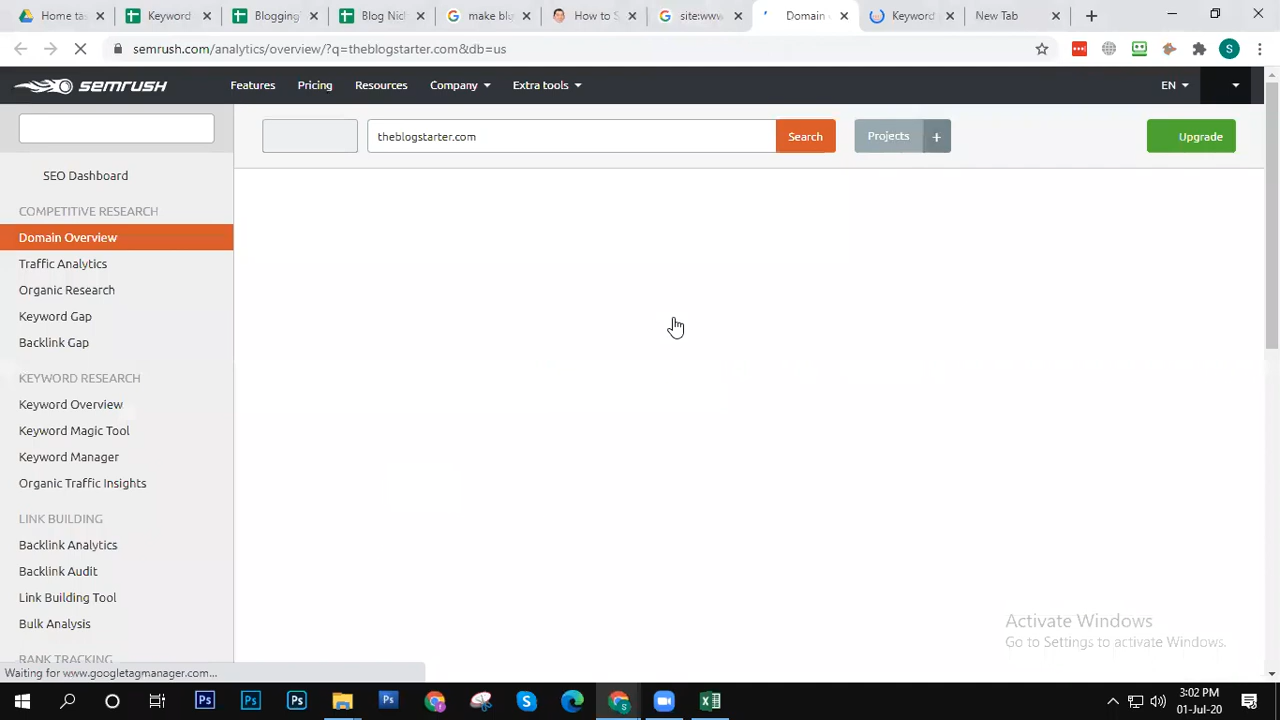 Home tas
Keyword
Blogging
Blog Nich
make blo
How to S
site:www
Domain
Keyword
New Tab
semrush.com/analytics/overview/?q=theblogstarter.com&db=us
S
SEMRUSH
Features
Pricing
Resources
Company
Extra tools
EN
theblogstarter.com
Search
Projects
+
Upgrade
SEO Dashboard
COMPETITIVE RESEARCH
Domain Overview
Traffic Analytics
Organic Research
Keyword Gap
Backlink Gap
KEYWORD RESEARCH
Keyword Overview
Keyword Magic Tool
Keyword Manager
Organic Traffic Insights
LINK BUILDING
Backlink Analytics
Backlink Audit
Link Building Tool
Bulk Analysis
RANK TRACKING
Activate Windows
Go to Settings to activate Windows.
Waiting for www.googletagmanager.com...
3:02 PM
01-Jul-20